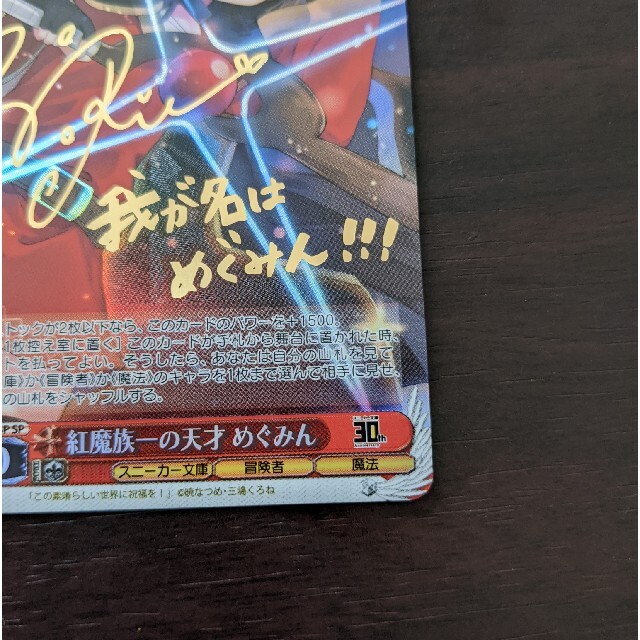 我が名は
めぐみん!!!
トックが2枚以下なら、このカードのパワーを+1500。
1枚控え室に置く] このカードが手札から舞台に置かれた時、
トを払ってよい。そうしたら、あなたは自分の山札を見て
庫》か《冒険者》か《魔法》のキャラを1枚まで選んで相手に見せ、
の山札をシャッフルする。
SP
紅魔族一の天才 めぐみん
30th
スニーカー文庫 冒険者 魔法
「この素晴らしい世界に祝福を!」©暁なつめ・三嶋くろね